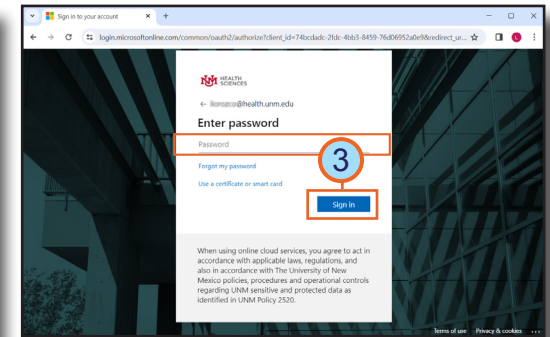 Sign in to your account
login.microsoftonline.com/common/oauth2/authorize?client_id=74bcdadc-2fdc-4bb3-8459-76d06952a0e9&redirect_ur...
L
NM HEALTH
SCIENCES
@health.unm.edu
Enter password
Password
Forgot my password
3
Use a certificate or smart card
Sign in
When using online cloud services, you agree to act in
accordance with applicable laws, regulations, and
also in accordance with The University of New
Mexico policies, procedures and operational controls
regarding UNM sensitive and protected data as
identified in UNM Policy 2520.
Terms of use Privacy & cookies ...